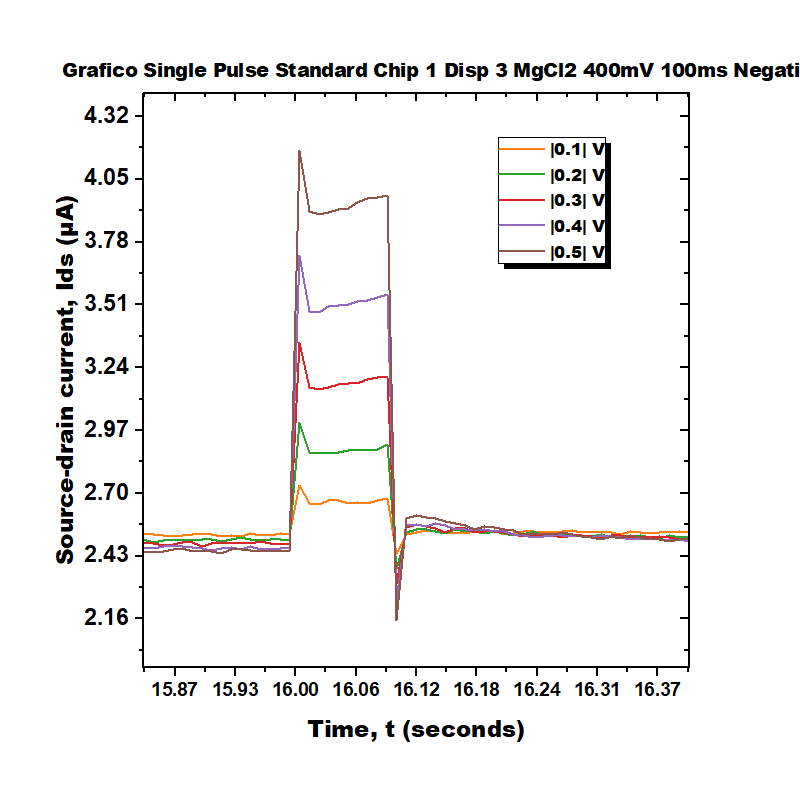 Grafico Single Pulse Standard Chip 1 Disp 3 MgCl2 400mV 100ms Negati
4.32
4.05
3.78
3.51
3.24
2.97
2.70
2.43
2.16
Source-drain current, Ids (µA)
|0.1| V
|0.2| V
|0.3| V
|0.4| V
|0.5| V
15.87 15.93 16.00 16.06 16.12 16.18 16.24 16.31 16.37
Time, t (seconds)